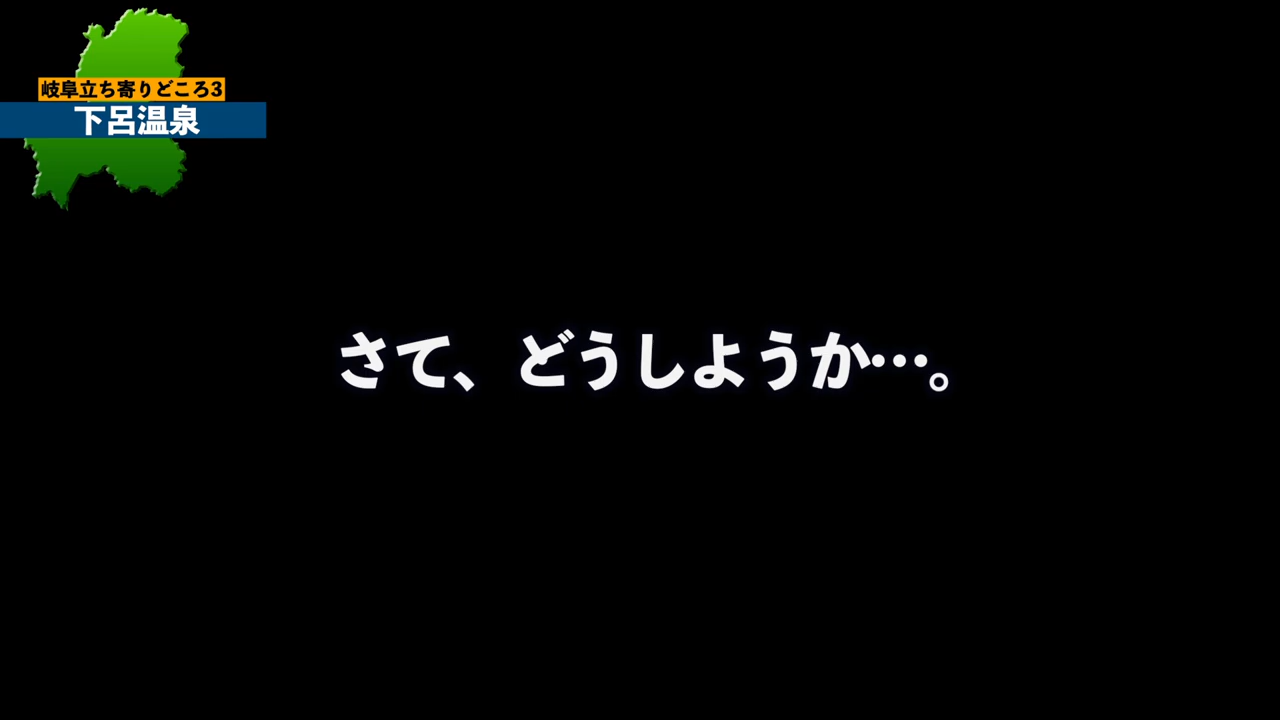 岐阜立ち寄りどころ3
下呂温泉
さて、どうしようか…。